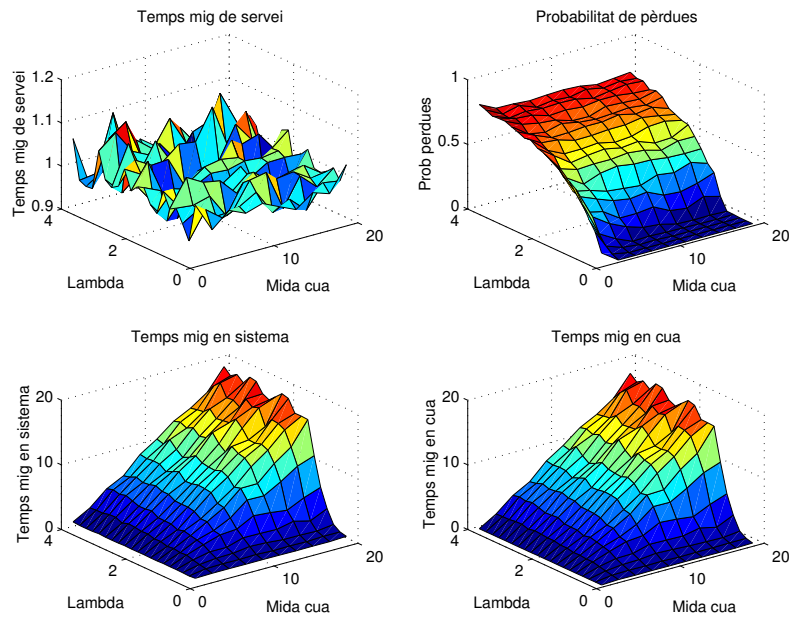 Temps mig de servei
Temps mig de servei
1.2
1.1
1
0.9
4
2
0
Lambda
0
10
20
Mida cua
Probabilitat de pèrdues
Prob perdues
1
0.5
0
4
2
0
Lambda
0
10
20
Mida cua
Temps mig en sistema
Temps mig en sistema
20
10
0
4
2
0
Lambda
0
10
20
Mida cua
Temps mig en cua
Temps mig en cua
20
10
0
4
2
0
Lambda
0
10
20
Mida cua